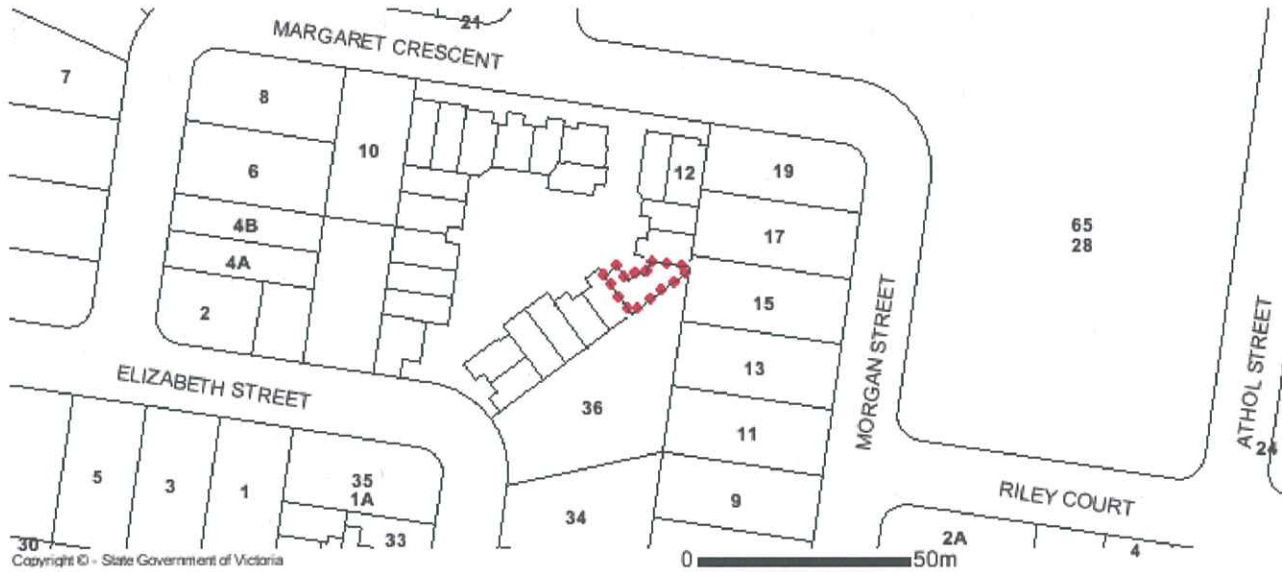 21
MARGARET CRESCENT
7
8
10
6
4B
4A
2
12
19
17
15
13
11
9
65
28
ELIZABETH STREET
MORGAN STREET
ATHOL STREET
24
36
34
5
3
1
35
1A
33
30
RILEY COURT
2A
4
Copyright © - State Government of Victoria
0 50m